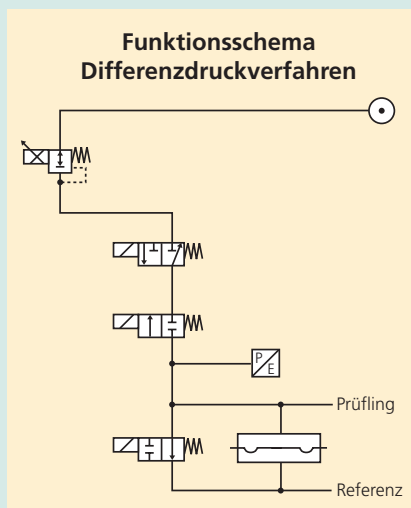 Funktionsschema
Differenzdruckverfahren
P
E
Prüfling
Referenz